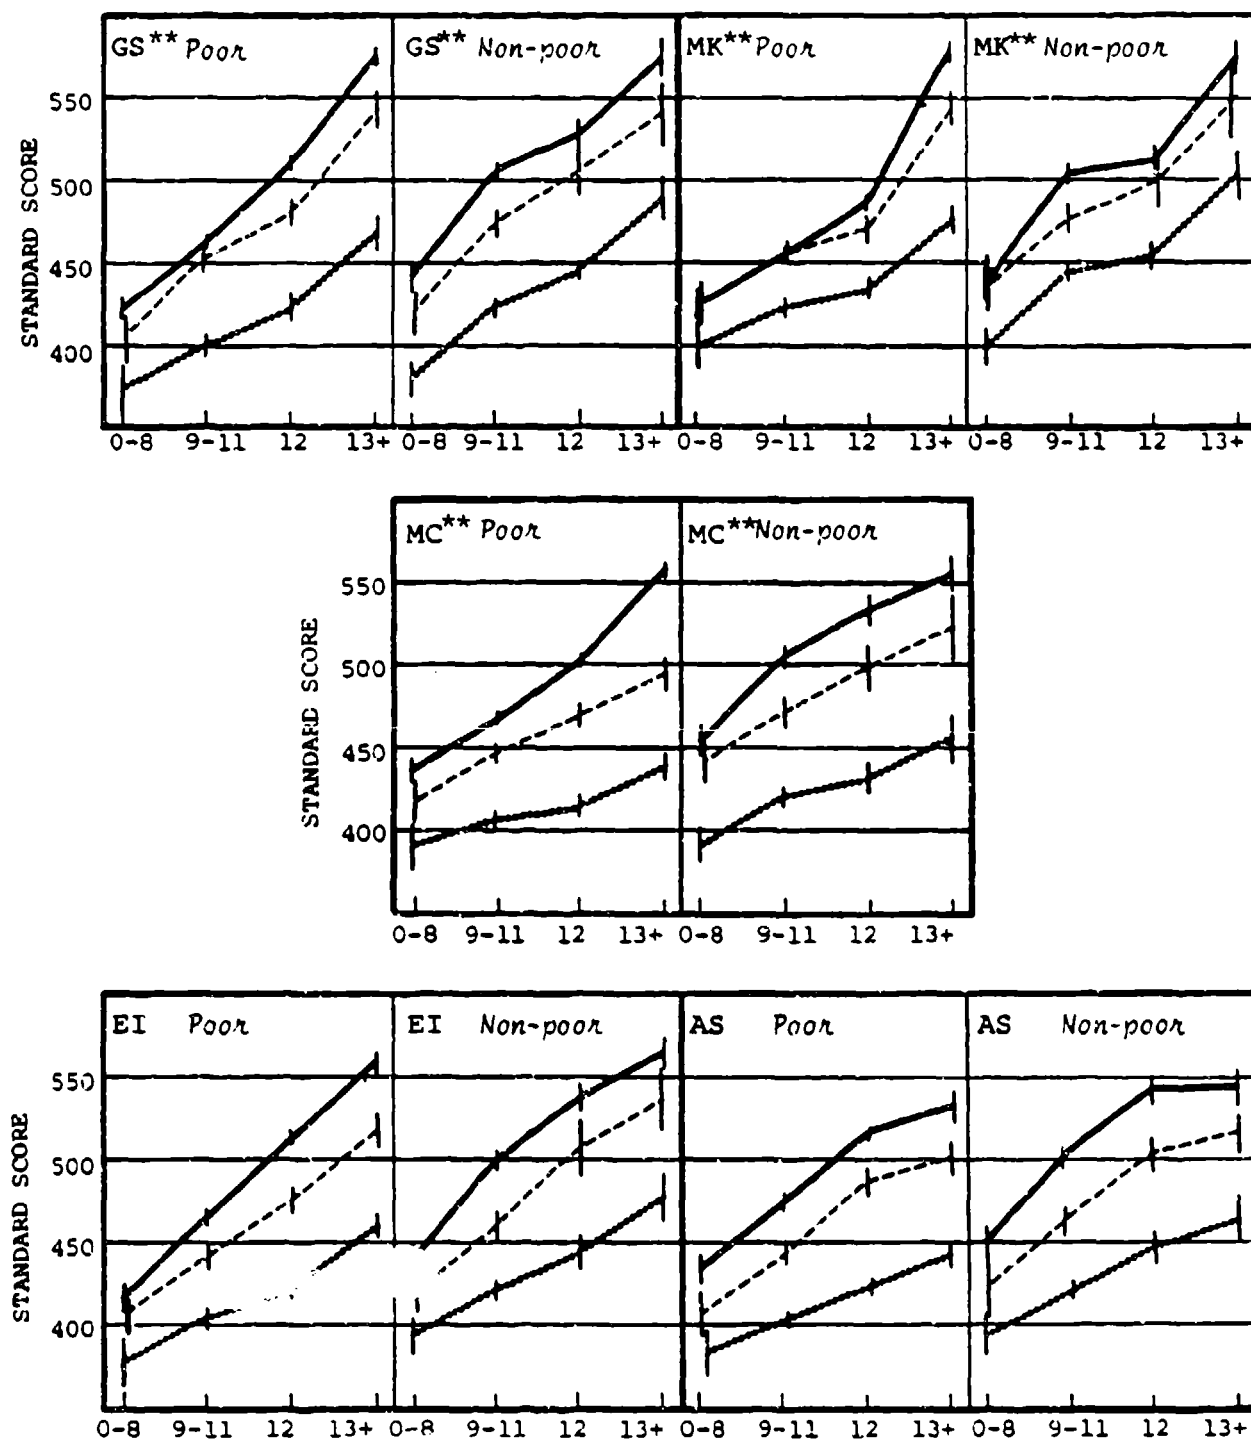 GS** Poor GS** Non-poor MK** Poor MK** Non-poor
550
500
450
400
STANDARD SCORE
0-8 9-11 12 13+ 0-8 9-11 12 13+ 0-8 9-11 12 13+ 0-8 9-11 12 13+
MC** Poor MC** Non-poor
550
500
450
400
STANDARD SCORE
0-8 9-11 12 13+ 0-8 9-11 12 13+
EI Poor EI Non-poor AS Poor AS Non-poor
550
500
450
400
STANDARD SCORE
0-8 9-11 12 13+ 0-8 9-11 12 13+ 0-8 9-11 12 13+ 0-8 9-11 12 13+